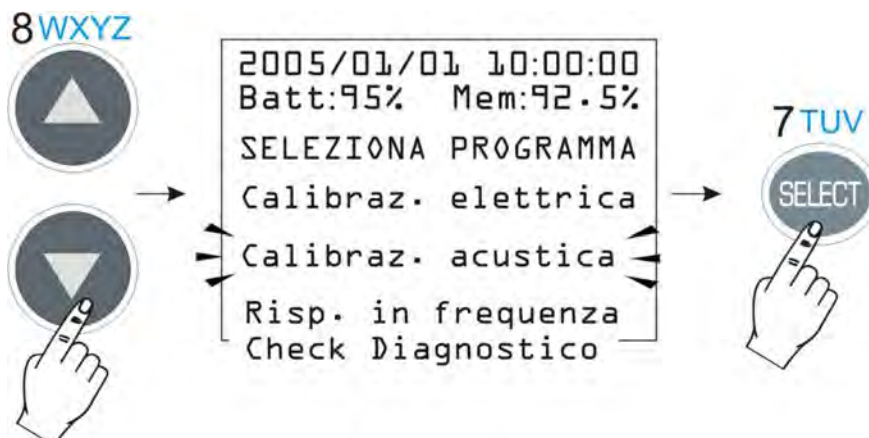 8 WXYZ
2005/01/01 10:00:00
Batt:95% Mem:92.5%
SELEZIONA PROGRAMMA
Calibraz. elettrica
Calibraz. acustica
Risp. in frequenza
Check Diagnostico
7 TUV
SELECT